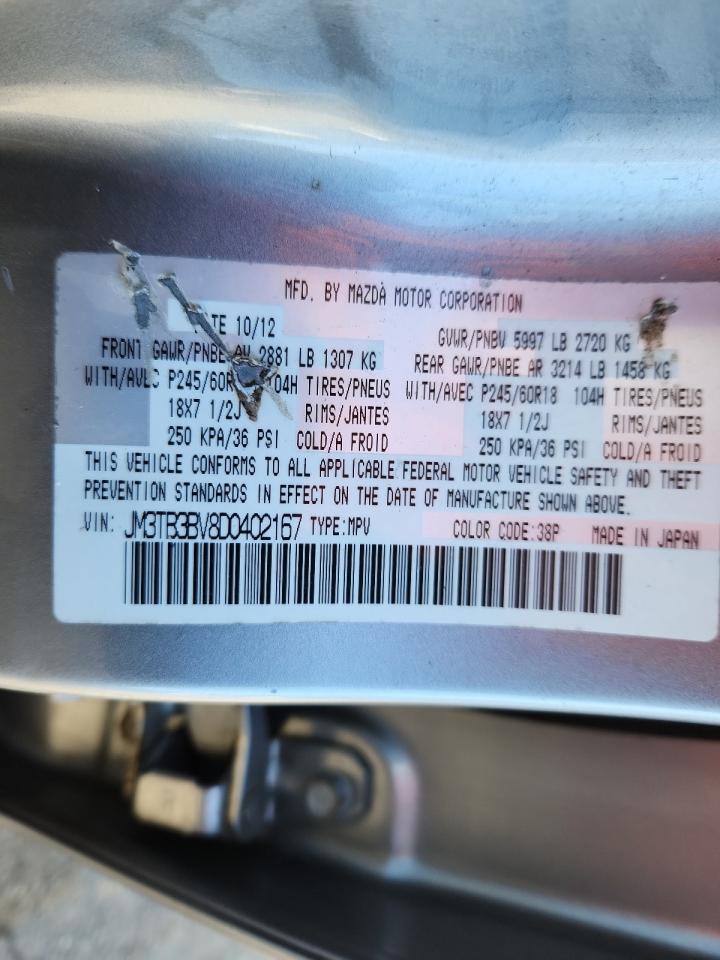 MFD. BY MAZDA MOTOR CORPORATION
TE 10/12 GVWR/PNBV 5997 LB 2720 KG
FRONT GAWR/PNBE AV 2881 LB 1307 KG REAR GAWR/PNBE AR 3214 LB 1458 KG
WITH/AVEC P245/60R 104H TIRES/PNEUS WITH/AVEC P245/60R18 104H TIRES/PNEUS
18X7 1/2J RIMS/JANTES 18X7 1/2J RIMS/JANTES
250 KPA/36 PSI COLD/A FROID 250 KPA/36 PSI COLD/A FROID
THIS VEHICLE CONFORMS TO ALL APPLICABLE FEDERAL MOTOR VEHICLE SAFETY AND THEFT
PREVENTION STANDARDS IN EFFECT ON THE DATE OF MANUFACTURE SHOWN ABOVE.
VIN: JM3TB3BV8D0402167 TYPE:MPV COLOR CODE:38P MADE IN JAPAN